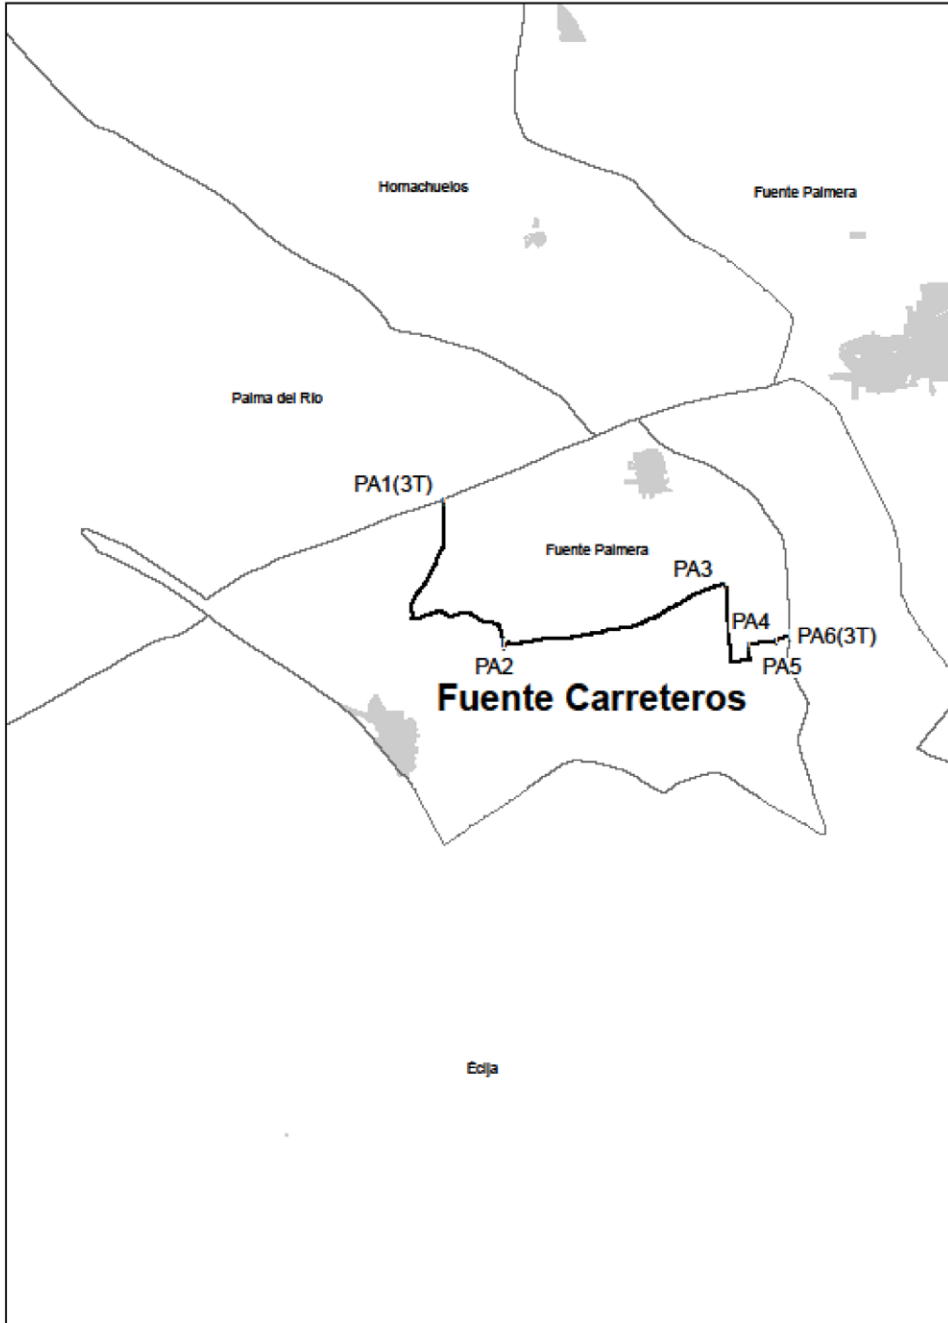 Hornachuelos
Fuente Palmera
Palma del Río
PA1(3T)
Fuente Palmera
PA3
PA4
PA6(3T)
PA2
PA5
Fuente Carreteros
Écija